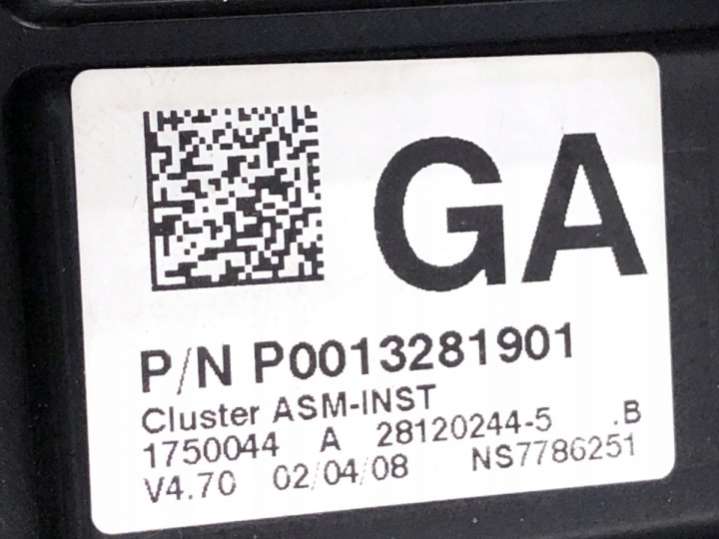 GA
P/N P0013281901
Cluster ASM-INST
1750044 A 28120244-5 .B
V4.70 02/04/08 NS7786251